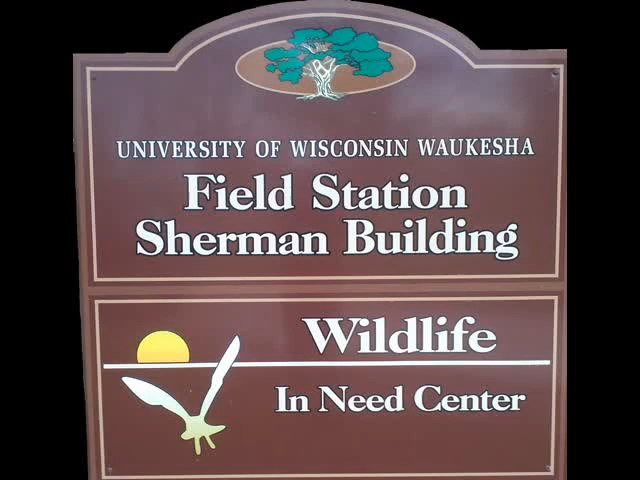 UNIVERSITY OF WISCONSIN WAUKESHA
Field Station
Sherman Building
Wildlife
In Need Center